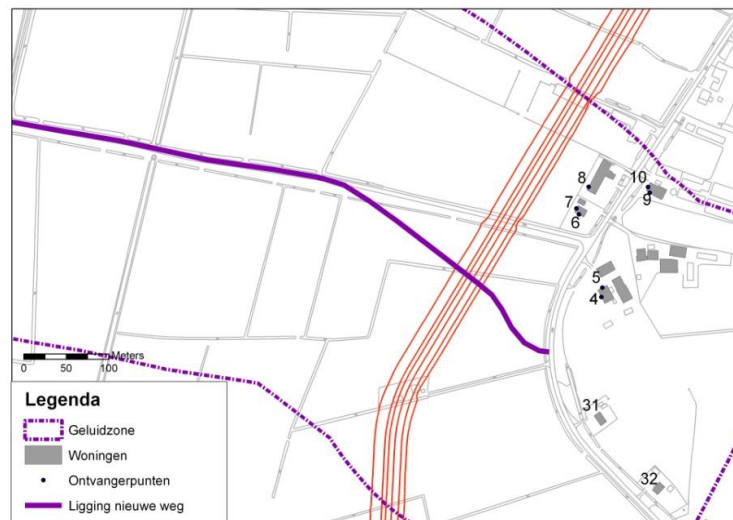 8
10
9
7
6
5
4
Meters
0
50
100
31
32
Legenda
Geluidzone
Woningen
Ontvangerpunten
Ligging nieuwe weg